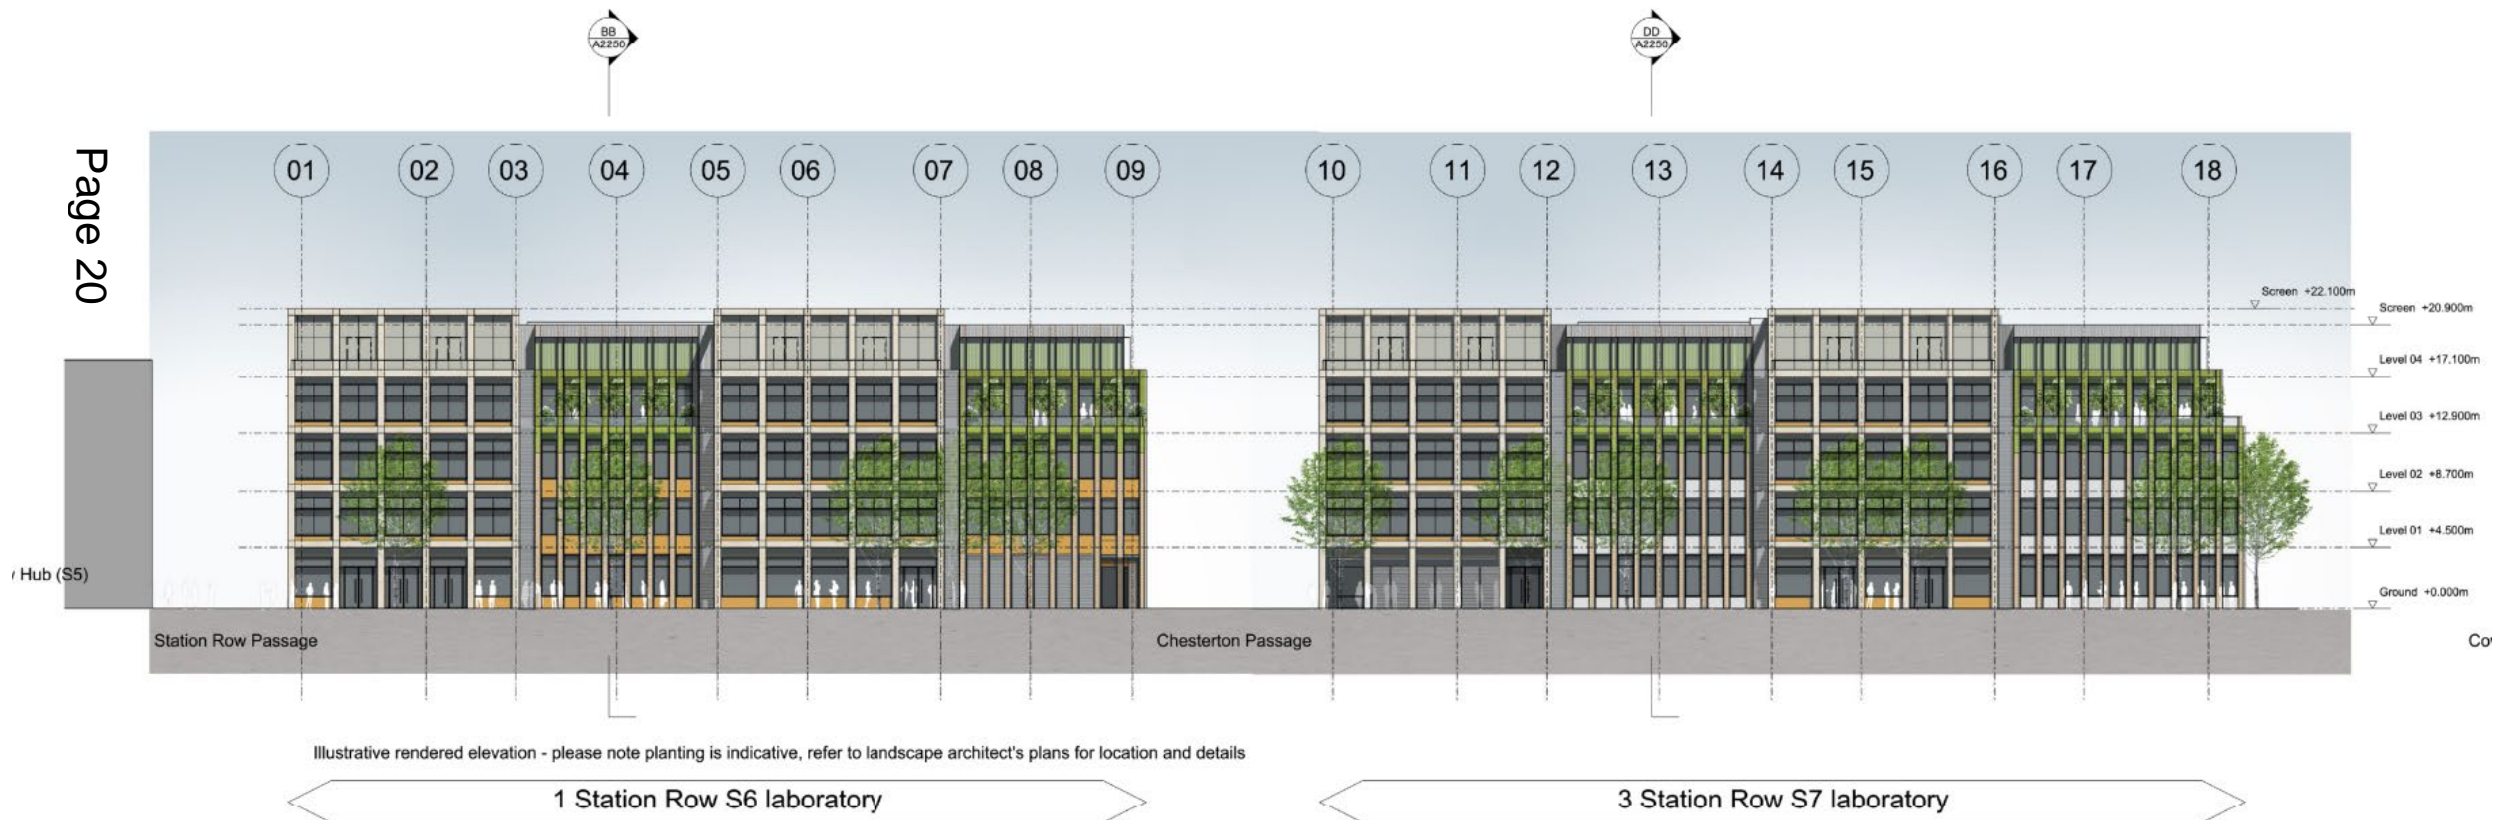 Page 20
BB
A2250
DD
A2250
01 02 03 04 05 06 07 08 09 10 11 12 13 14 15 16 17 18
Screen +22.100m
Screen +20.900m
Level 04 +17.100m
Level 03 +12.900m
Level 02 +8.700m
Level 01 +4.500m
Ground +0.000m
Hub (S5)
Station Row Passage
Chesterton Passage
Illustrative rendered elevation - please note planting is indicative, refer to landscape architect's plans for location and details
1 Station Row S6 laboratory
3 Station Row S7 laboratory